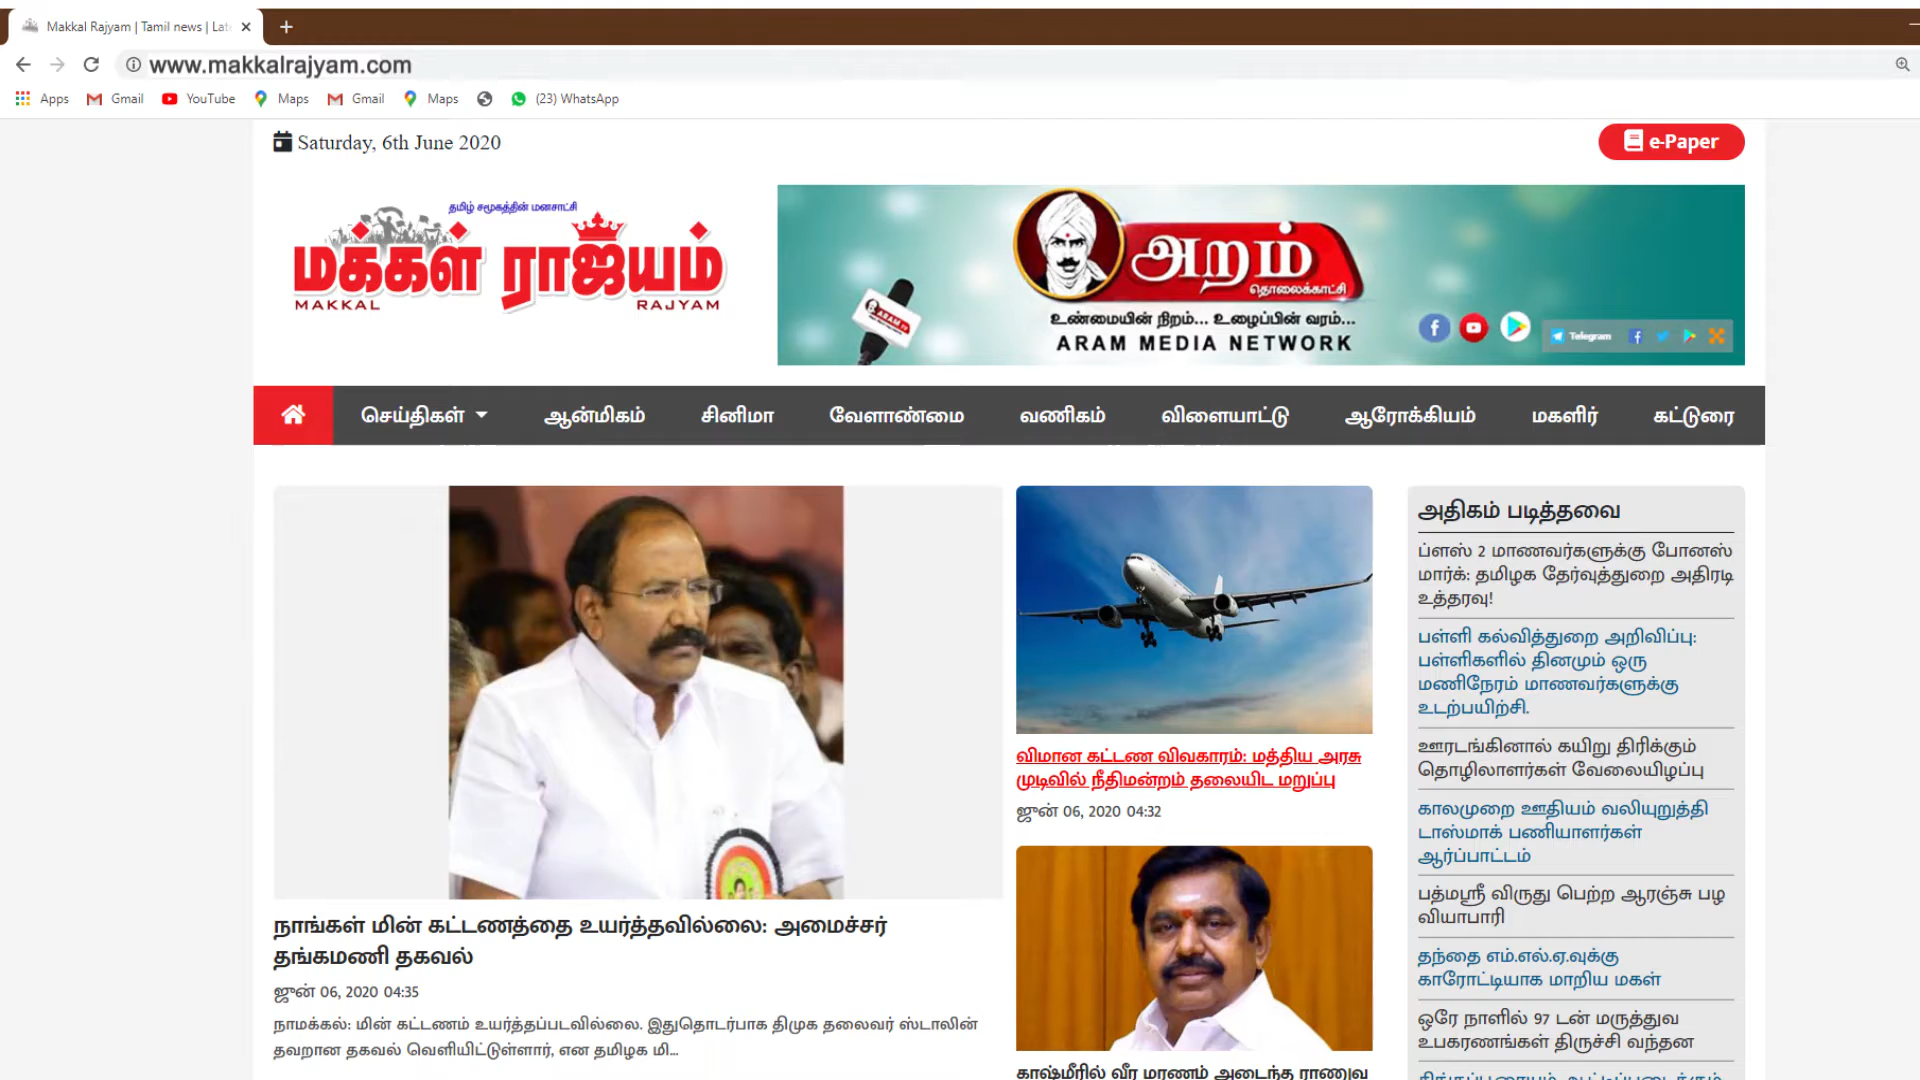 Makkal Rajyam | Tamil news | Lat
www.makkalrajyam.com
Apps Gmail YouTube Maps Gmail Maps (23) WhatsApp
Saturday, 6th June 2020
e-Paper
தமிழ் சமூகத்தின் மனசாட்சி
மக்கள் ராஜ்யம்
MAKKAL RAJYAM
அறம்
தொலைக்காட்சி
உண்மையின் நிறம்... உழைப்பின் வரம்...
ARAM MEDIA NETWORK
ARAM TV
Telegram
செய்திகள் ஆன்மிகம் சினிமா வேளாண்மை வணிகம் விளையாட்டு ஆரோக்கியம் மகளிர் கட்டுரை
நாங்கள் மின் கட்டணத்தை உயர்த்தவில்லை: அமைச்சர்
தங்கமணி தகவல்
ஜுன் 06, 2020 04:35
நாமக்கல்: மின் கட்டணம் உயர்த்தப்படவில்லை. இதுதொடர்பாக திமுக தலைவர் ஸ்டாலின்
தவறான தகவல் வெளியிட்டுள்ளார், என தமிழக மி...
விமான கட்டண விவகாரம்: மத்திய அரசு
முடிவில் நீதிமன்றம் தலையிட மறுப்பு
ஜுன் 06, 2020 04:32
காஷ்மீரில் வீர மரணம் அடைந்த ராணுவ
அதிகம் படித்தவை
ப்ளஸ் 2 மாணவர்களுக்கு போனஸ்
மார்க்: தமிழக தேர்வுத்துறை அதிரடி
உத்தரவு!
பள்ளி கல்வித்துறை அறிவிப்பு:
பள்ளிகளில் தினமும் ஒரு
மணிநேரம் மாணவர்களுக்கு
உடற்பயிற்சி.
ஊரடங்கினால் கயிறு திரிக்கும்
தொழிலாளர்கள் வேலையிழப்பு
காலமுறை ஊதியம் வலியுறுத்தி
டாஸ்மாக் பணியாளர்கள்
ஆர்ப்பாட்டம்
பத்மஸ்ரீ விருது பெற்ற ஆரஞ்சு பழ
வியாபாரி
தந்தை எம்.எல்.ஏ.வுக்கு
காரோட்டியாக மாறிய மகள்
ஒரே நாளில் 97 டன் மருத்துவ
உபகரணங்கள் திருச்சி வந்தன